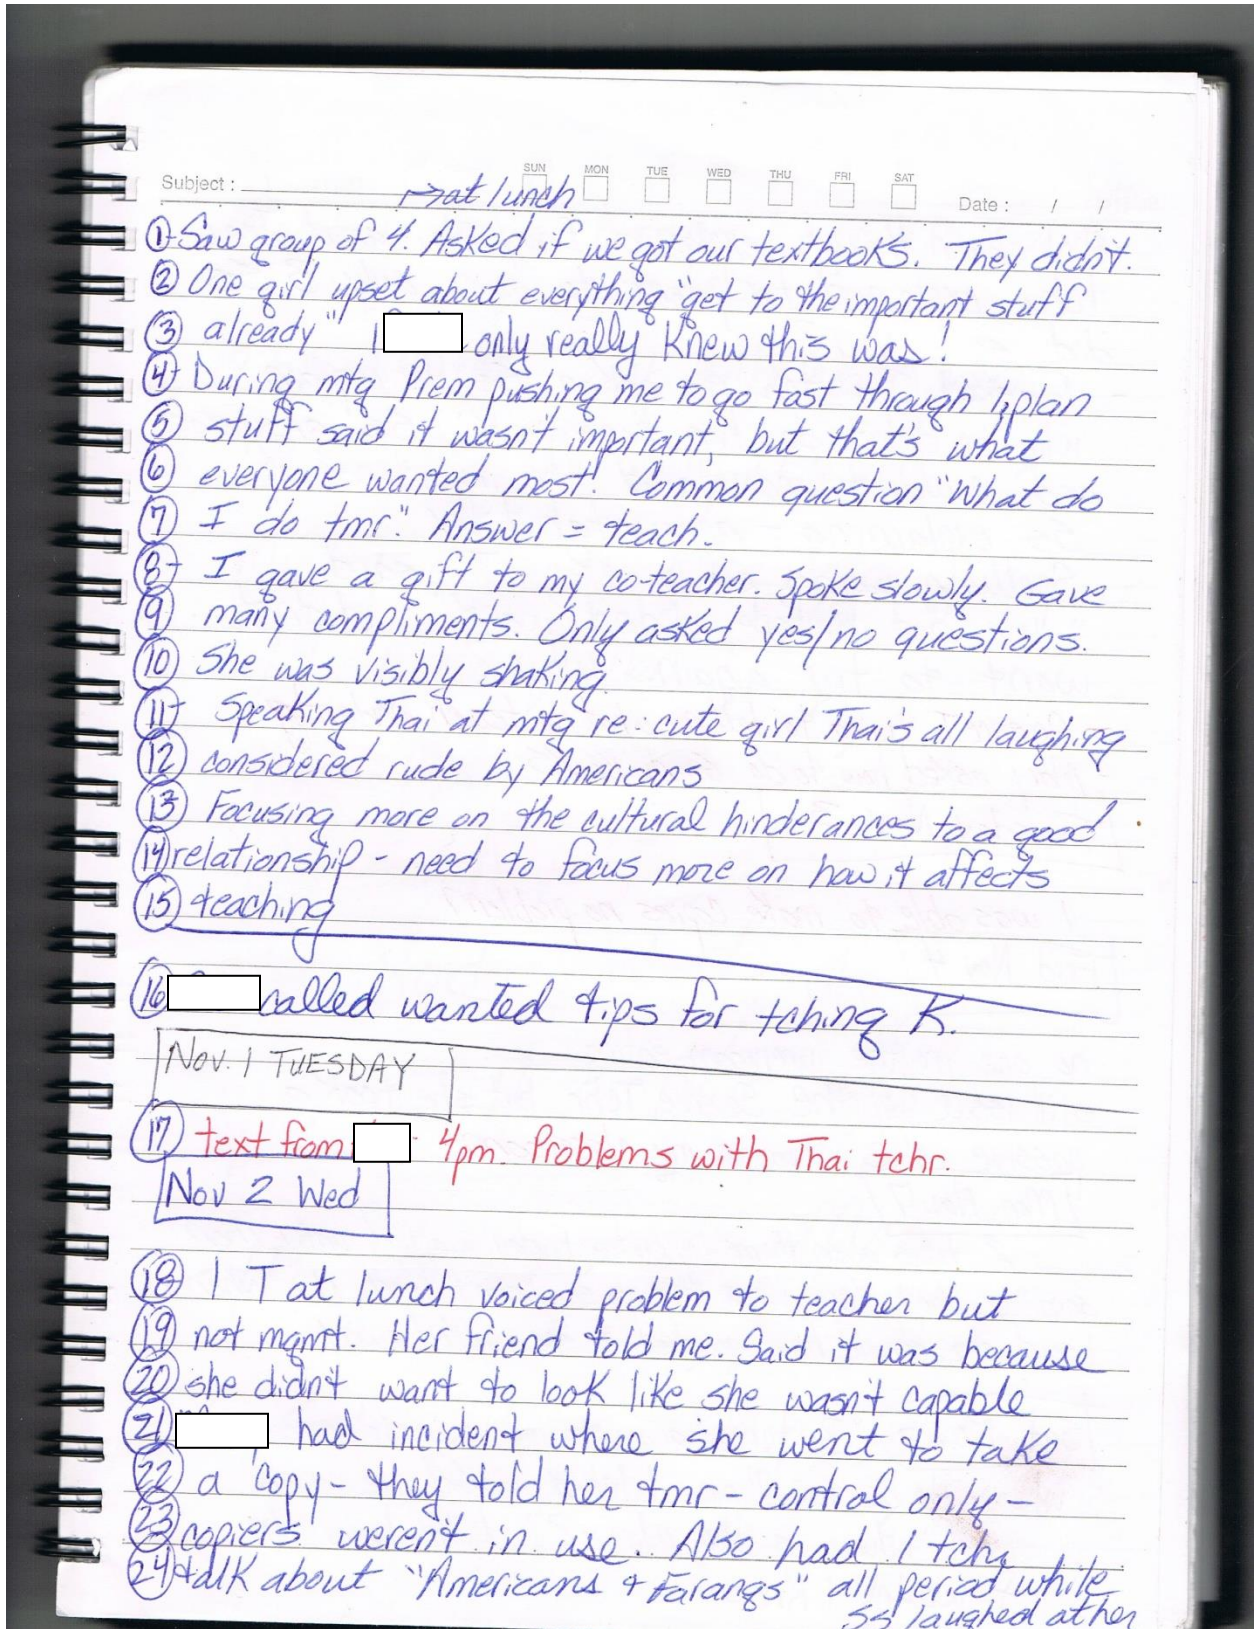 SUN MON TUE WED THU FRI SAT
Subject : →at lunch Date : / /
① Saw group of 4. Asked if we got our textbooks. They didn't.
② One girl upset about everything "get to the important stuff
③ already" only really knew this was!
④ During mtg Prem pushing me to go fast through l.plan
⑤ stuff said it wasn't important, but that's what
⑥ everyone wanted most! Common question "What do
⑦ I do tmr." Answer = teach.
⑧ I gave a gift to my co-teacher. Spoke slowly. Gave
⑨ many compliments. Only asked yes/no questions.
⑩ She was visibly shaking.
⑪ Speaking Thai at mtg re: cute girl Thai's all laughing
⑫ considered rude by Americans
⑬ Focusing more on the cultural hinderances to a good
⑭ relationship - need to focus more on how it affects
⑮ teaching
⑯ called wanted tips for tching K.
Nov. 1 TUESDAY
⑰ text from 4pm. Problems with Thai tchr.
Nov 2 Wed
⑱ 1 T at lunch voiced problem to teacher but
⑲ not mgmt. Her friend told me. Said it was because
⑳ she didn't want to look like she wasn't capable
㉑ had incident where she went to take
㉒ a copy - they told her tmr - control only -
㉓ copiers weren't in use. Also had 1 tchr
㉔ talk about "Americans + Farangs" all period while
Ss laughed at her